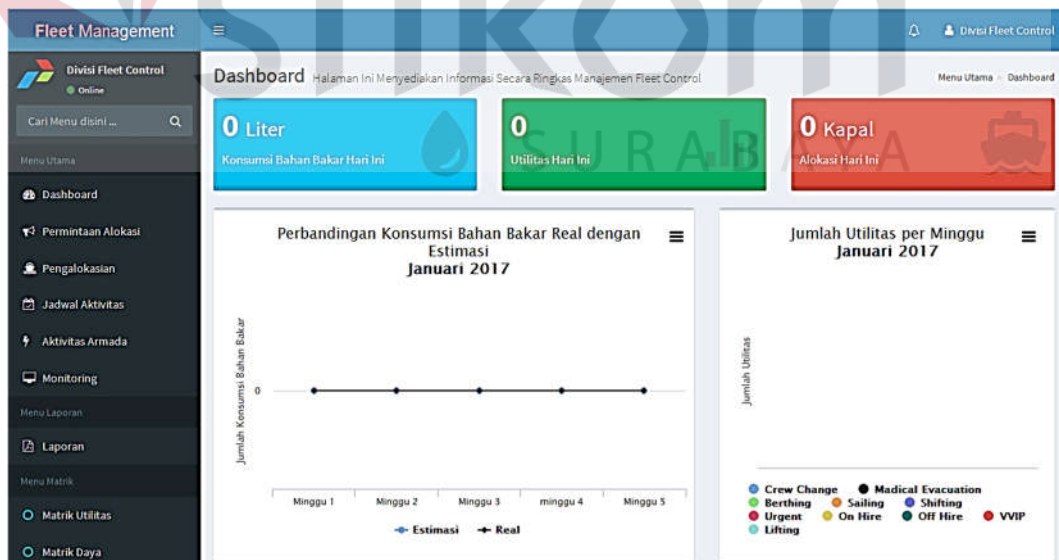 stikom
SURABAYA
Fleet Management
Divisi Fleet Control
Divisi Fleet Control
Online
Cari Menu disini ...
Menu Utama
Dashboard
Permintaan Alokasi
Pengalokasian
Jadwal Aktivitas
Aktivitas Armada
Monitoring
Menu Laporan
Laporan
Menu Matrik
Matrik Utilitas
Matrik Daya
Dashboard Halaman Ini Menyediakan Informasi Secara Ringkas Manajemen Fleet Control
Menu Utama > Dashboard
0 Liter
Konsumsi Bahan Bakar Hari Ini
0
Utilitas Hari Ini
0 Kapal
Alokasi Hari Ini
Perbandingan Konsumsi Bahan Bakar Real dengan
Estimasi
Januari 2017
Jumlah Konsumsi Bahan Bakar
0
Minggu 1 Minggu 2 Minggu 3 minggu 4 Minggu 5
Estimasi Real
Jumlah Utilitas per Minggu
Januari 2017
Jumlah Utilitas
Crew Change Madical Evacuation
Berthing Sailing Shifting
Urgent On Hire Off Hire VVIP
Lifting